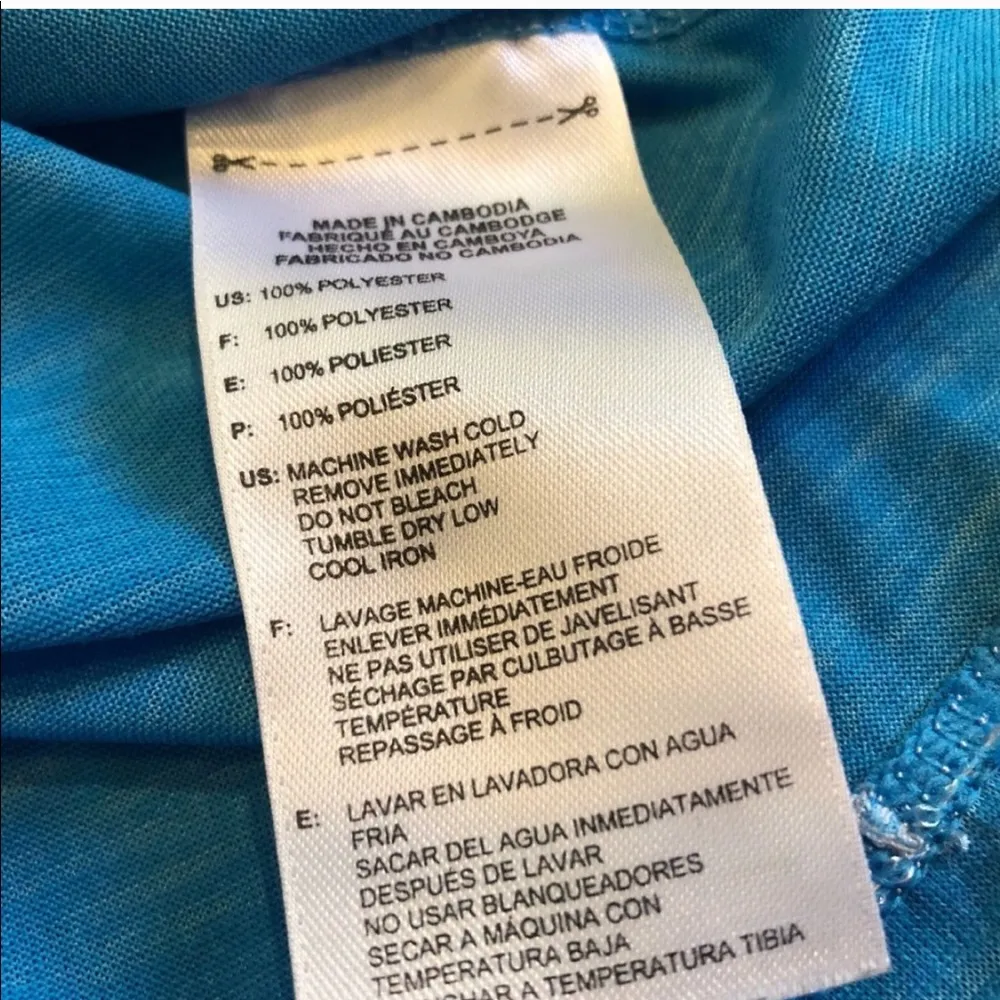 MADE IN CAMBODIA
FABRIQUÉ AU CAMBODGE
HECHO EN CAMBOYA
FABRICADO NO CAMBODIA
US: 100% POLYESTER
F: 100% POLYESTER
E: 100% POLIESTER
P: 100% POLIÉSTER
US: MACHINE WASH COLD
REMOVE IMMEDIATELY
DO NOT BLEACH
TUMBLE DRY LOW
COOL IRON
F: LAVAGE MACHINE-EAU FROIDE
ENLEVER IMMÉDIATEMENT
NE PAS UTILISER DE JAVELISANT
SÉCHAGE PAR CULBUTAGE À BASSE
TEMPÉRATURE
REPASSAGE À FROID
E: LAVAR EN LAVADORA CON AGUA
FRIA
SACAR DEL AGUA INMEDIATAMENTE
DESPUÉS DE LAVAR
NO USAR BLANQUEADORES
SECAR A MÁQUINA CON
TEMPERATURA BAJA
A TEMPERATURA TIBIA